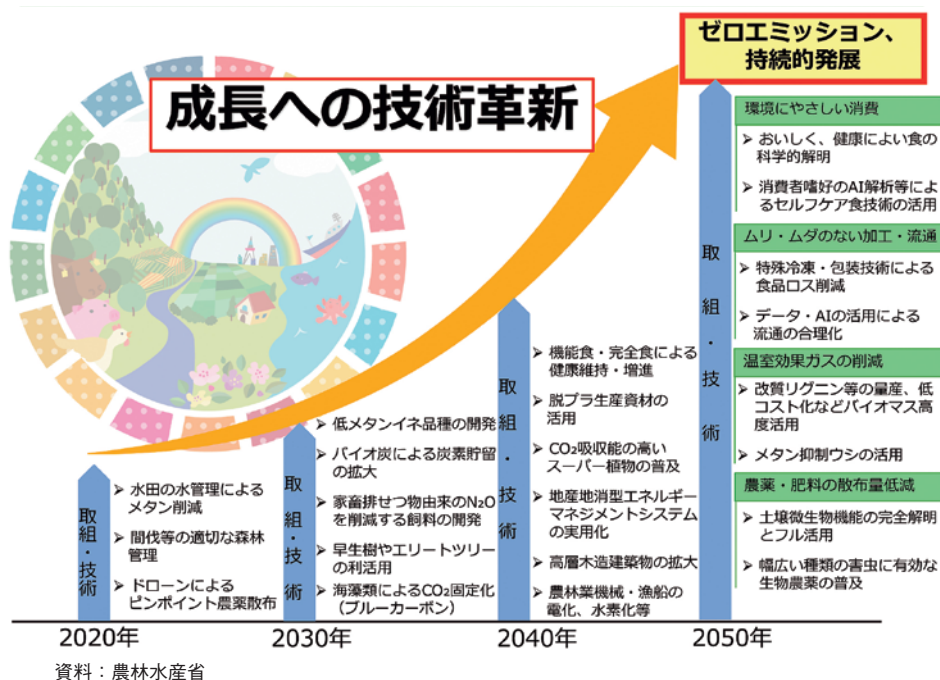 ゼロエミッション、
持続的発展
成長への技術革新
取組・技術
水田の水管理による
メタン削減
間伐等の適切な森林
管理
ドローンによる
ピンポイント農薬散布
2020年
取組・技術
低メタンイネ品種の開発
バイオ炭による炭素貯留
の拡大
家畜排せつ物由来のN₂O
を削減する飼料の開発
早生樹やエリートツリー
の利活用
海藻類によるCO₂固定化
（ブルーカーボン）
2030年
取組・技術
機能食・完全食による
健康維持・増進
脱プラ生産資材の
活用
CO₂吸収能の高い
スーパー植物の普及
地産地消型エネルギー
マネジメントシステム
の実用化
高層木造建築物の拡大
農林業機械・漁船の
電化、水素化等
2040年
取組・技術
環境にやさしい消費
おいしく、健康によい食の
科学的解明
消費者嗜好のAI解析等に
よるセルフケア食技術の活用
ムリ・ムダのない加工・流通
特殊冷凍・包装技術による
食品ロス削減
データ・AIの活用による
流通の合理化
温室効果ガスの削減
改質リグニン等の量産、低
コスト化などバイオマス高
度活用
メタン抑制ウシの活用
農薬・肥料の散布量低減
土壌微生物機能の完全解明
とフル活用
幅広い種類の害虫に有効な
生物農薬の普及
2050年
資料：農林水産省